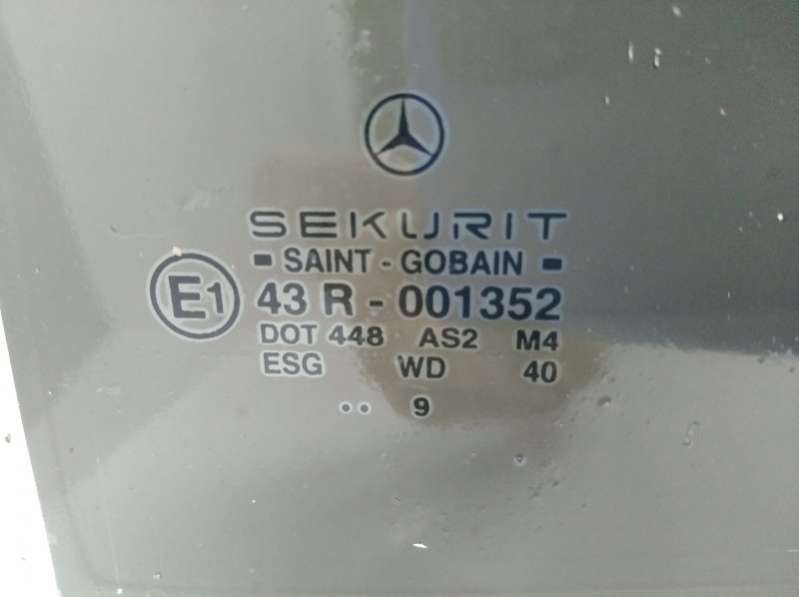 SEKURIT
SAINT - GOBAIN
E1 43 R - 001352
DOT 448 AS2 M4
ESG WD 40
.. 9